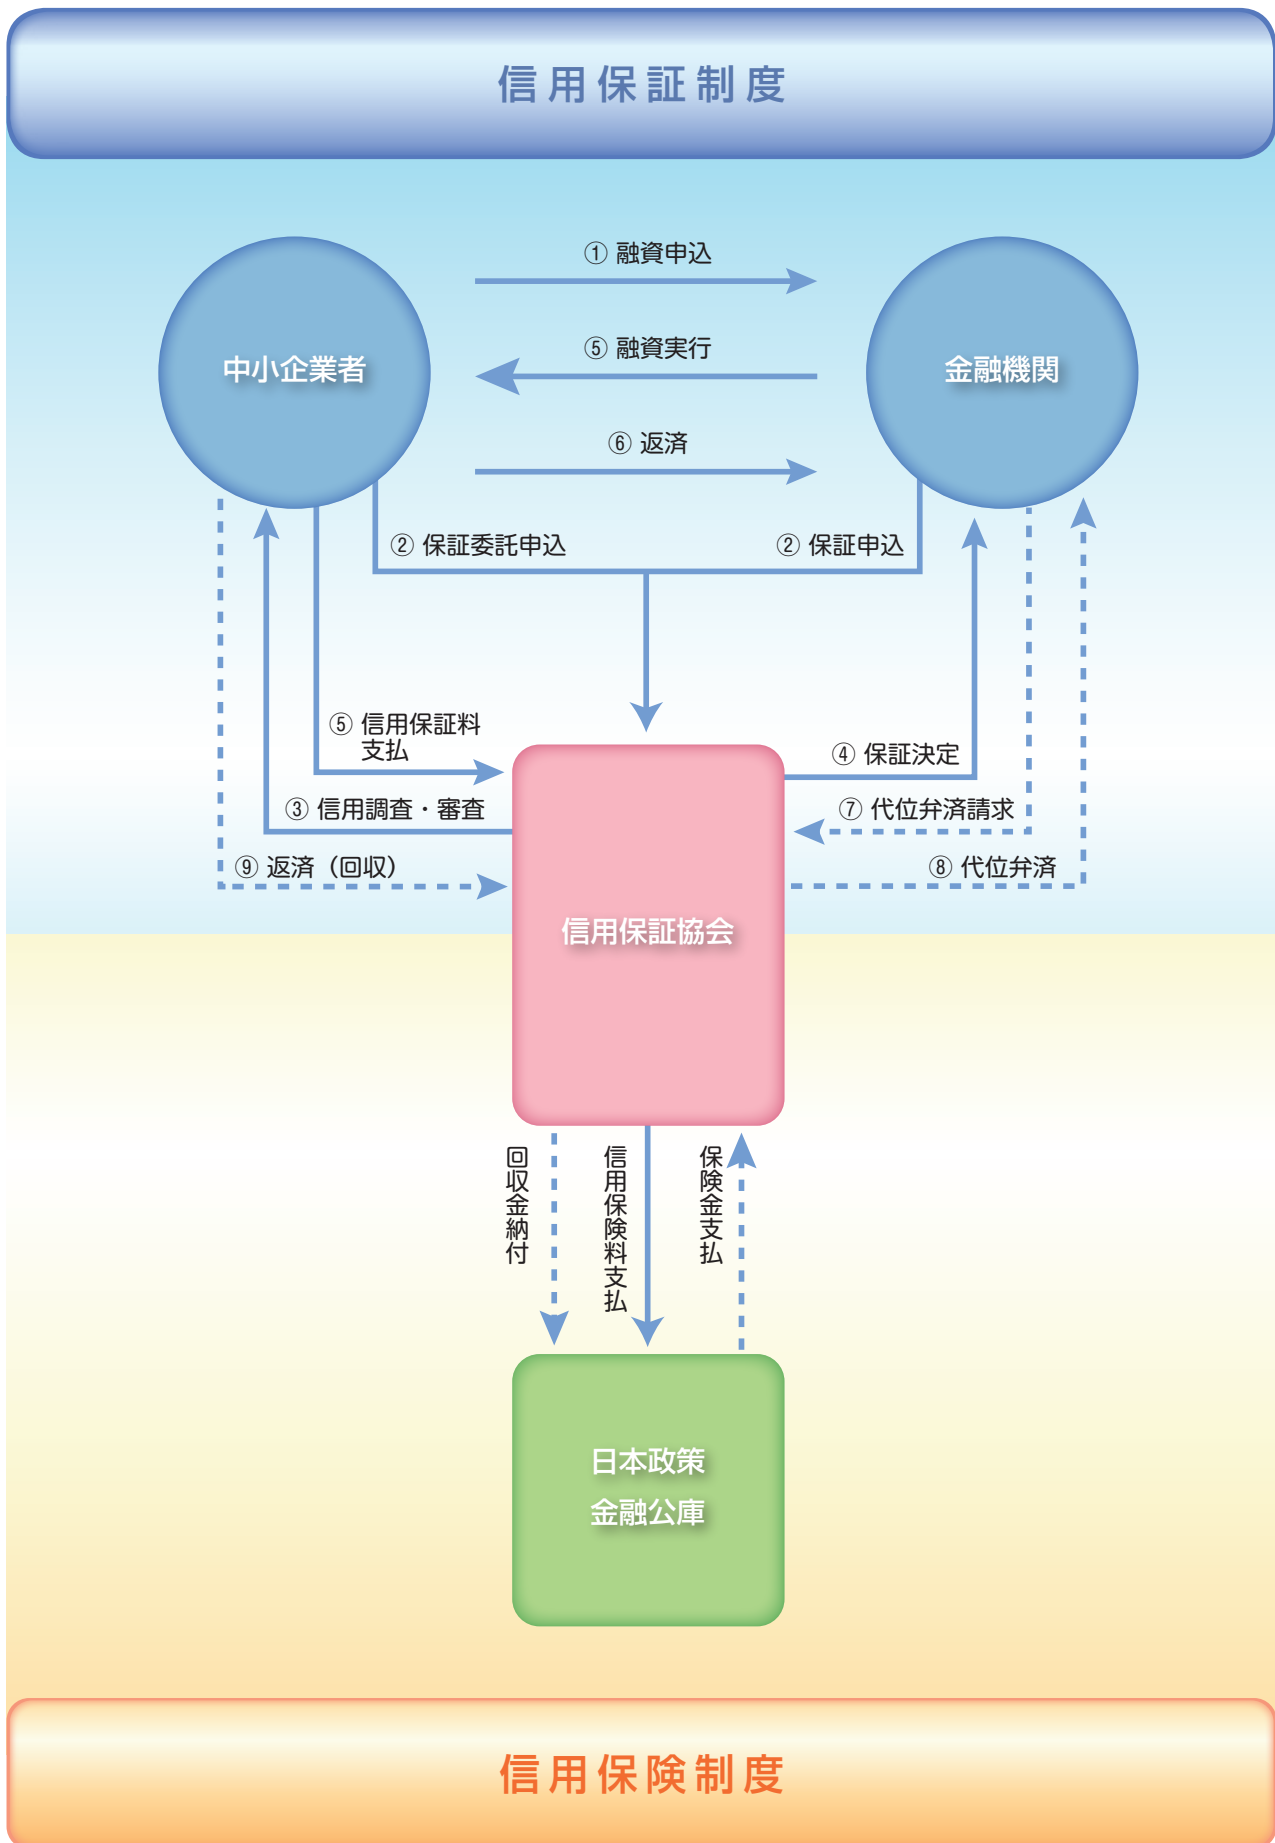 信用保証制度
① 融資申込
中小企業者
⑤ 融資実行
金融機関
⑥ 返済
② 保証委託申込
② 保証申込
⑤ 信用保証料
支払
④ 保証決定
③ 信用調査・審査
⑦ 代位弁済請求
⑨ 返済（回収）
⑧ 代位弁済
信用保証協会
回収金納付
信用保険料支払
保険金支払
日本政策
金融公庫
信用保険制度